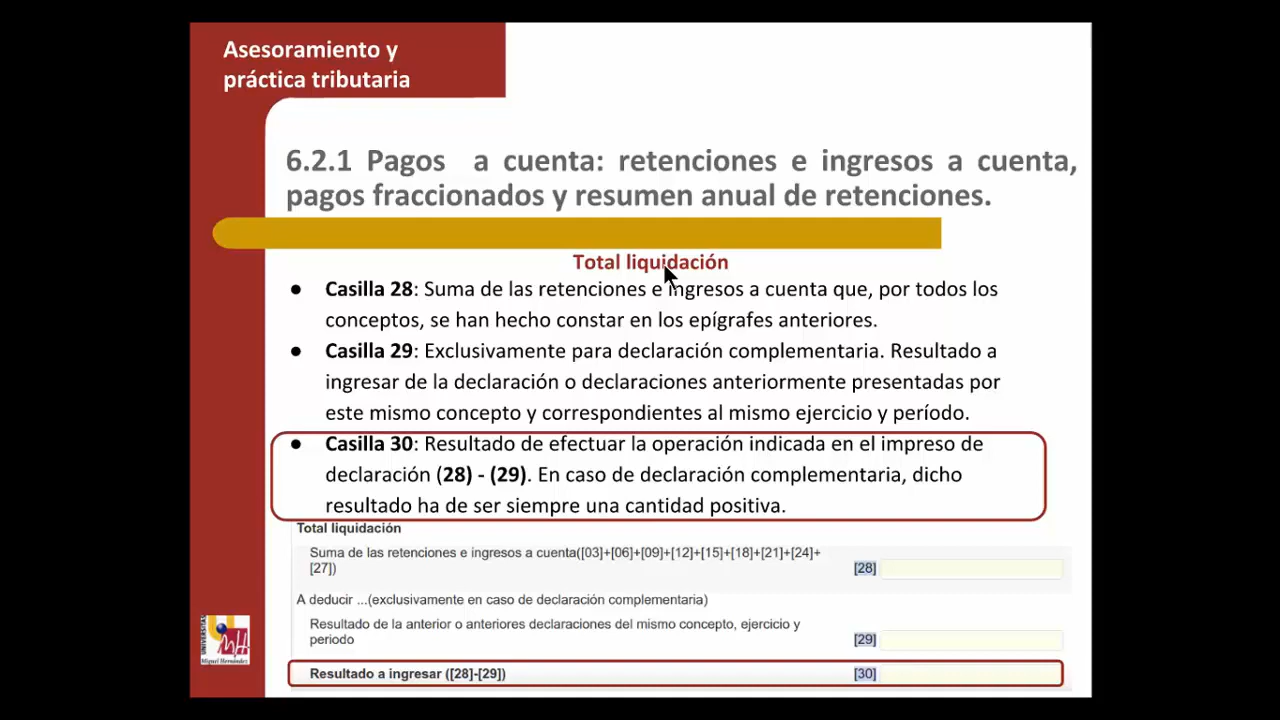 Asesoramiento y
práctica tributaria
6.2.1 Pagos a cuenta: retenciones e ingresos a cuenta,
pagos fraccionados y resumen anual de retenciones.
Total liquidación
● Casilla 28: Suma de las retenciones e ingresos a cuenta que, por todos los
conceptos, se han hecho constar en los epígrafes anteriores.
● Casilla 29: Exclusivamente para declaración complementaria. Resultado a
ingresar de la declaración o declaraciones anteriormente presentadas por
este mismo concepto y correspondientes al mismo ejercicio y período.
● Casilla 30: Resultado de efectuar la operación indicada en el impreso de
declaración (28) - (29). En caso de declaración complementaria, dicho
resultado ha de ser siempre una cantidad positiva.
Total liquidación
Suma de las retenciones e ingresos a cuenta([03]+[06]+[09]+[12]+[15]+[18]+[21]+[24]+
[27]) [28]
A deducir ...(exclusivamente en caso de declaración complementaria)
Resultado de la anterior o anteriores declaraciones del mismo concepto, ejercicio y
periodo [29]
Resultado a ingresar ([28]-[29]) [30]
UNIVERSITAS
Miguel Hernández